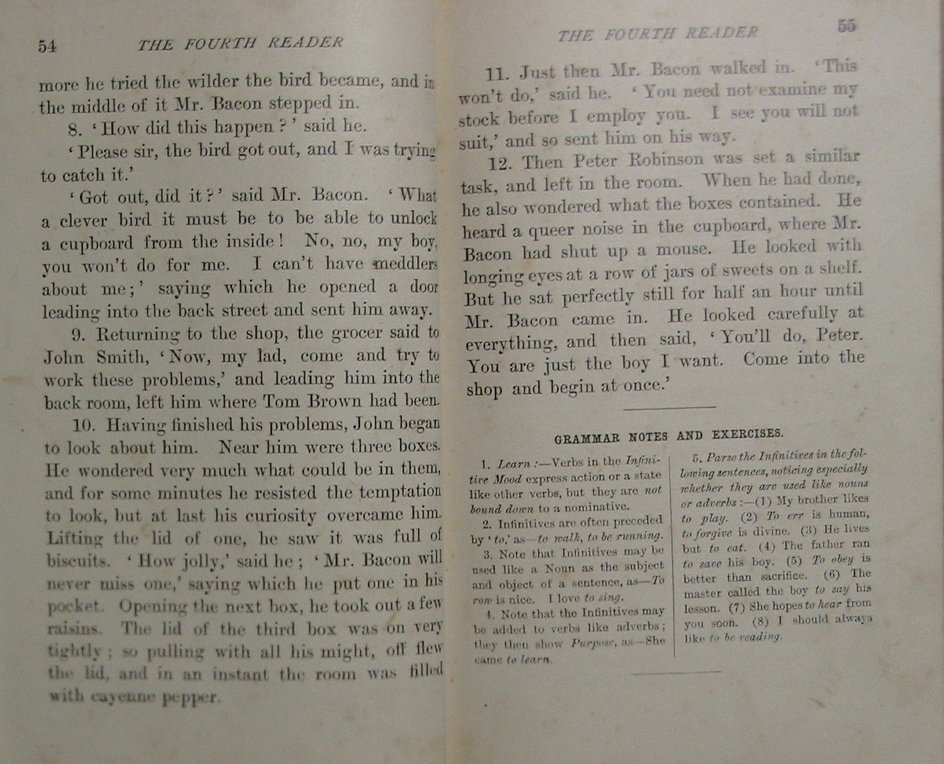 54
THE FOURTH READER
more he tried the wilder the bird became, and in
the middle of it Mr. Bacon stepped in.
8. ‘How did this happen?’ said he.
‘Please sir, the bird got out, and I was trying
to catch it.’
‘Got out, did it?’ said Mr. Bacon. ‘What
a clever bird it must be to be able to unlock
a cupboard from the inside! No, no, my boy,
you won’t do for me. I can’t have meddlers
about me;’ saying which he opened a door
leading into the back street and sent him away.
9. Returning to the shop, the grocer said to
John Smith, ‘Now, my lad, come and try to
work these problems,’ and leading him into the
back room, left him where Tom Brown had been.
10. Having finished his problems, John began
to look about him. Near him were three boxes.
He wondered very much what could be in them,
and for some minutes he resisted the temptation
to look, but at last his curiosity overcame him.
Lifting the lid of one, he saw it was full of
biscuits. ‘How jolly,’ said he; ‘Mr. Bacon will
never miss one,’ saying which he put one in his
pocket. Opening the next box, he took out a few
raisins. The lid of the third box was on very
tightly; so pulling with all his might, off flew
the lid, and in an instant the room was filled
with cayenne pepper.
THE FOURTH READER
55
11. Just then Mr. Bacon walked in. ‘This
won’t do,’ said he. ‘You need not examine my
stock before I employ you. I see you will not
suit,’ and so sent him on his way.
12. Then Peter Robinson was set a similar
task, and left in the room. When he had done,
he also wondered what the boxes contained. He
heard a queer noise in the cupboard, where Mr.
Bacon had shut up a mouse. He looked with
longing eyes at a row of jars of sweets on a shelf.
But he sat perfectly still for half an hour until
Mr. Bacon came in. He looked carefully at
everything, and then said, ‘You’ll do, Peter.
You are just the boy I want. Come into the
shop and begin at once.’
GRAMMAR NOTES AND EXERCISES.
1. Learn:—Verbs in the Infini-
tive Mood express action or a state
like other verbs, but they are not
bound down to a nominative.
2. Infinitives are often preceded
by ‘to,’ as—to walk, to be running.
3. Note that Infinitives may be
used like a Noun as the subject
and object of a sentence, as—To
row is nice. I love to sing.
4. Note that the Infinitives may
be added to verbs like adverbs;
they then show Purpose, as—She
came to learn.
5. Parse the Infinitives in the fol-
lowing sentences, noticing especially
whether they are used like nouns
or adverbs:—(1) My brother likes
to play. (2) To err is human,
to forgive is divine. (3) He lives
but to eat. (4) The father ran
to save his boy. (5) To obey is
better than sacrifice. (6) The
master called the boy to say his
lesson. (7) She hopes to hear from
you soon. (8) I should always
like to be reading.